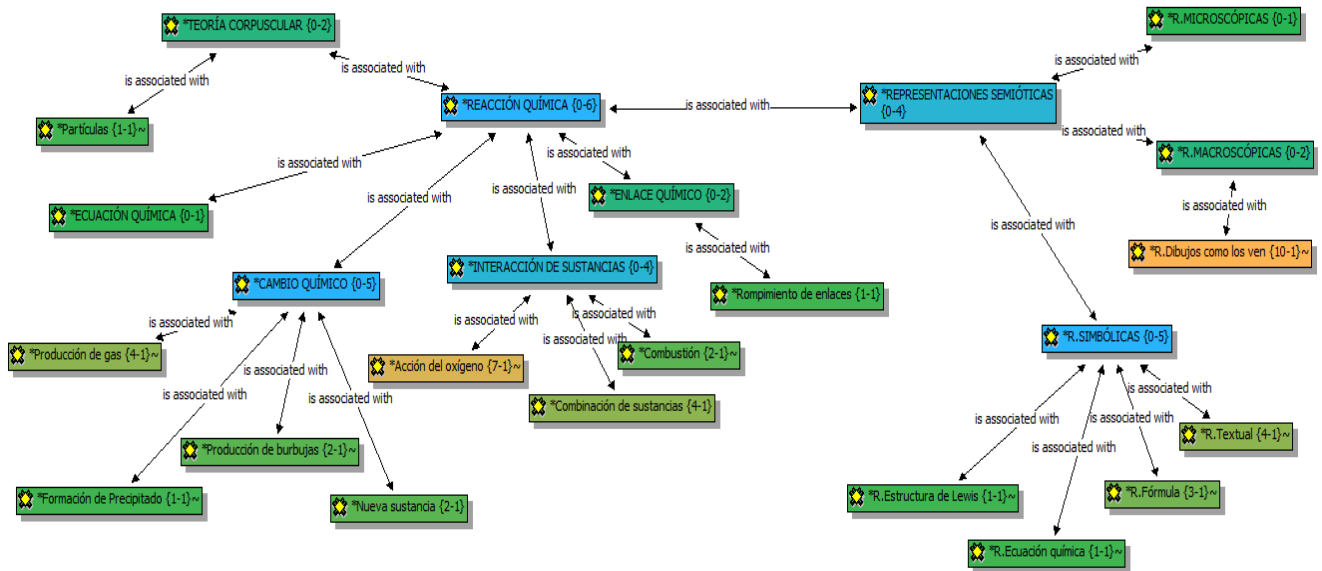 *TEORÍA CORPUSCULAR {0-2}
*R.MICROSCÓPICAS {0-1}
is associated with
is associated with
is associated with
*REACCIÓN QUÍMICA {0-6}
is associated with
*REPRESENTACIONES SEMIÓTICAS
{0-4}
*Partículas {1-1}~
is associated with
*R.MACROSCÓPICAS {0-2}
is associated with
is associated with
is associated with
is associated with
*ENLACE QUÍMICO {0-2}
*ECUACIÓN QUÍMICA {0-1}
is associated with
is associated with
*R.Dibujos como los ven {10-1}~
is associated with
*INTERACCIÓN DE SUSTANCIAS {0-4}
*CAMBIO QUÍMICO {0-5}
*Rompimiento de enlaces {1-1}
is associated with
is associated with
is associated with
is associated with
*R.SIMBÓLICAS {0-5}
*Producción de gas {4-1}~
*Combustión {2-1}~
*Acción del oxígeno {7-1}~
is associated with
is associated with
is associated with
*Combinación de sustancias {4-1}
is associated with
is associated with
is associated with
*R.Textual {4-1}~
*Producción de burbujas {2-1}~
*Formación de Precipitado {1-1}~
*Nueva sustancia {2-1}
*R.Estructura de Lewis {1-1}~
*R.Fórmula {3-1}~
*R.Ecuación química {1-1}~